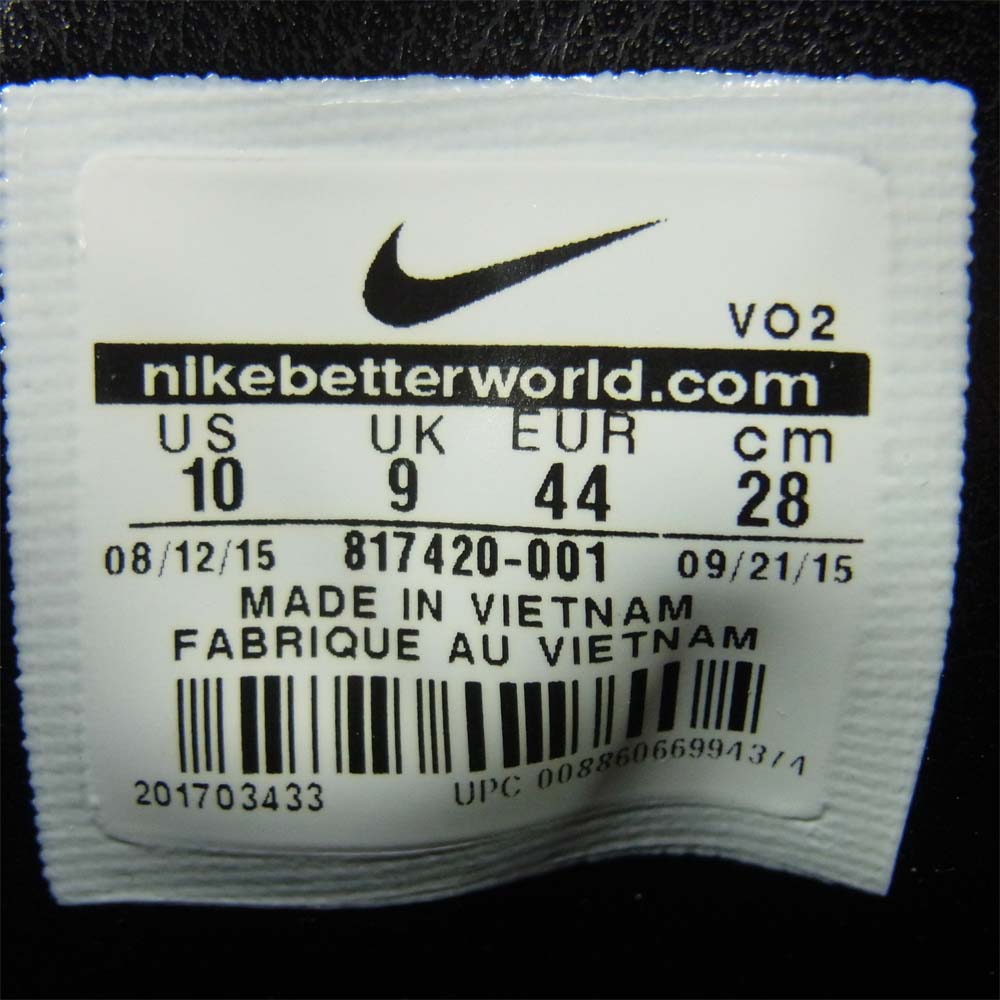 VO2
nikebetterworld.com
US UK EUR cm
10 9 44 28
08/12/15 817420-001 09/21/15
MADE IN VIETNAM
FABRIQUE AU VIETNAM
201703433 UPC